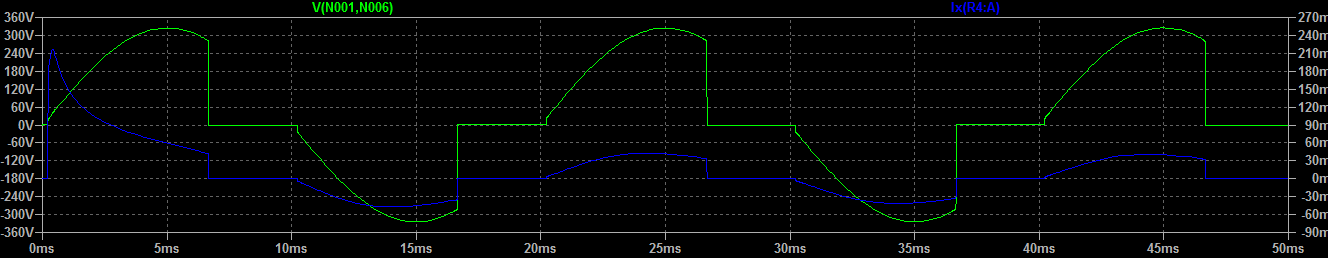 V(N001,N006) Ix(R4:A)
360V 270m
300V 240m
240V 210m
180V 180m
120V 150m
60V 120m
0V 90m
-60V 60m
-120V 30m
-180V 0m
-240V -30m
-300V -60m
-360V -90m
0ms 5ms 10ms 15ms 20ms 25ms 30ms 35ms 40ms 45ms 50ms